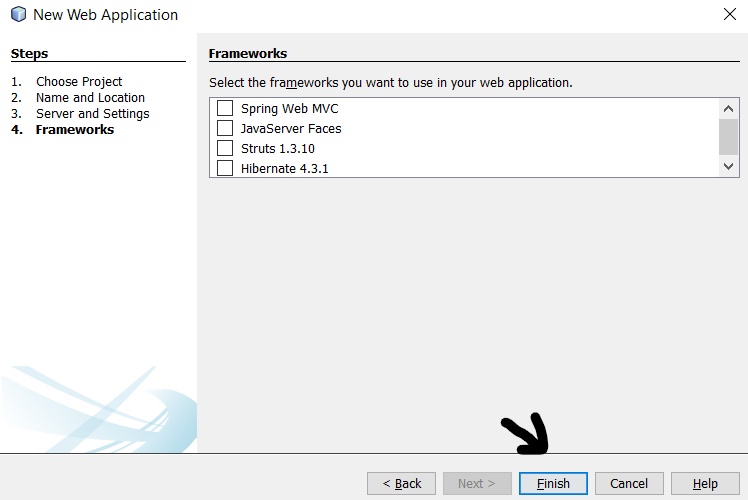 New Web Application
Steps
1. Choose Project
2. Name and Location
3. Server and Settings
4. Frameworks
Frameworks
Select the frameworks you want to use in your web application.
Spring Web MVC
JavaServer Faces
Struts 1.3.10
Hibernate 4.3.1
< Back
Next >
Finish
Cancel
Help